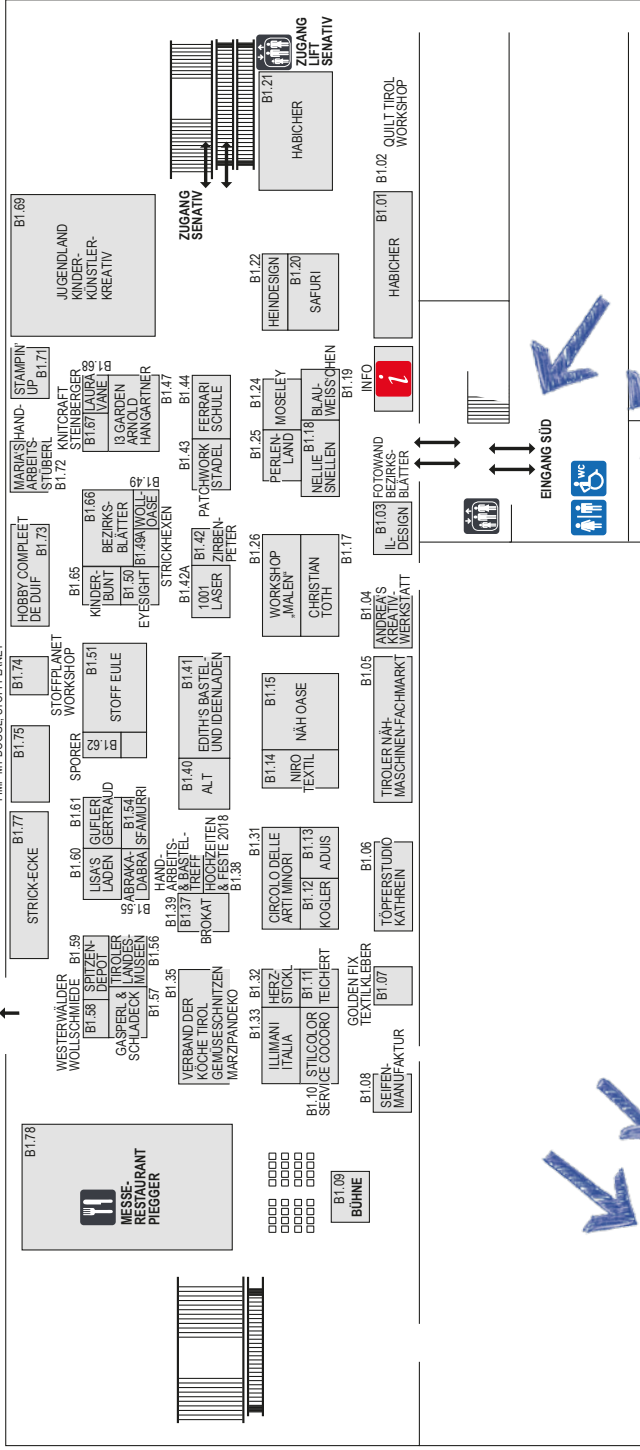 B1.78
MESSE-
RESTAURANT
PIEGGER
B1.77
STRICK-ECKE
B1.75
B1.74
STOFFPLANET
WORKSHOP
HOBBY COMPLEET
DE DUIF
B1.73
MARIA'S HAND-
ARBEITS-
STÜBERL
B1.72
STAMPIN'
UP
B1.71
B1.69
JUGENDLAND
KINDER-
KÜNSTLER-
KREATIV
WESTERWÄLDER
WOLLSCHMIEDE
B1.59
B1.58
SPITZEN-
DEPOT
GASPERL &
SCHLADECK
B1.57
TIROLER
LANDES-
MUSEEN
B1.56
B1.60
LISA'S
LADEN
B1.61
GUFLER
GERTRAUD
ABRAKA-
DABRA
B1.55
B1.54
SFAMURRI
SPORER
B1.62
B1.51
STOFF EULE
B1.65
KINDER-
BUNT
B1.66
BEZIRKS-
BLÄTTER
B1.50
EYESIGHT
B1.49A
B1.49
WOLL-
OASE
STRICKHEXEN
KNITCRAFT
STEINBERGER
B1.67
LAURA
VANE
B1.68
I3 GARDEN
ARNOLD
HANGARTNER
B1.47
B1.35
VERBAND DER
KÖCHE TIROL
GEMÜSESCHNITZEN
MARZIPANDEKO
B1.39
HAND-
ARBEITS-
& BASTEL-
TREFF
B1.37
BROKAT
HOCHZEITEN
& FESTE 2018
B1.38
B1.40
ALT
B1.41
EDITH'S BASTEL-
UND IDEENLADEN
B1.42A
1001
LASER
B1.42
ZIRBEN-
PETER
B1.43
PATCHWORK
STADEL
B1.44
FERRARI
SCHULE
ZUGANG
SENATIV
ZUGANG
LIFT
SENATIV
B1.33
ILLIMANI
ITALIA
B1.32
HERZ-
STICKL
B1.10
STILCOLOR
SERVICE COCORO
B1.11
TEICHERT
B1.31
CIRCOLO DELLE
ARTI MINORI
B1.12
KOGLER
B1.13
ADUIS
B1.14
NIRO
TEXTIL
B1.15
NÄH OASE
B1.26
WORKSHOP
„MALEN“
CHRISTIAN
TOTH
B1.17
B1.25
PERLEN-
LAND
B1.24
MOSELEY
B1.18
NELLIE
SNELLEN
BLAU-
WEISSCHEN
B1.19
B1.22
HEINDESIGN
B1.20
SAFURI
B1.21
HABICHER
B1.09
BÜHNE
B1.08
SEIFEN-
MANUFAKTUR
GOLDEN FIX
TEXTILKLEBER
B1.07
B1.06
TÖPFERSTUDIO
KATHREIN
B1.05
TIROLER NÄH-
MASCHINEN-FACHMARKT
B1.04
ANDREA'S
KREATIV-
WERKSTATT
B1.03
IL-
DESIGN
FOTOWAND
BEZIRKS-
BLÄTTER
INFO
i
B1.01
HABICHER
B1.02
QUILT TIROL
WORKSHOP
EINGANG SÜD
WC